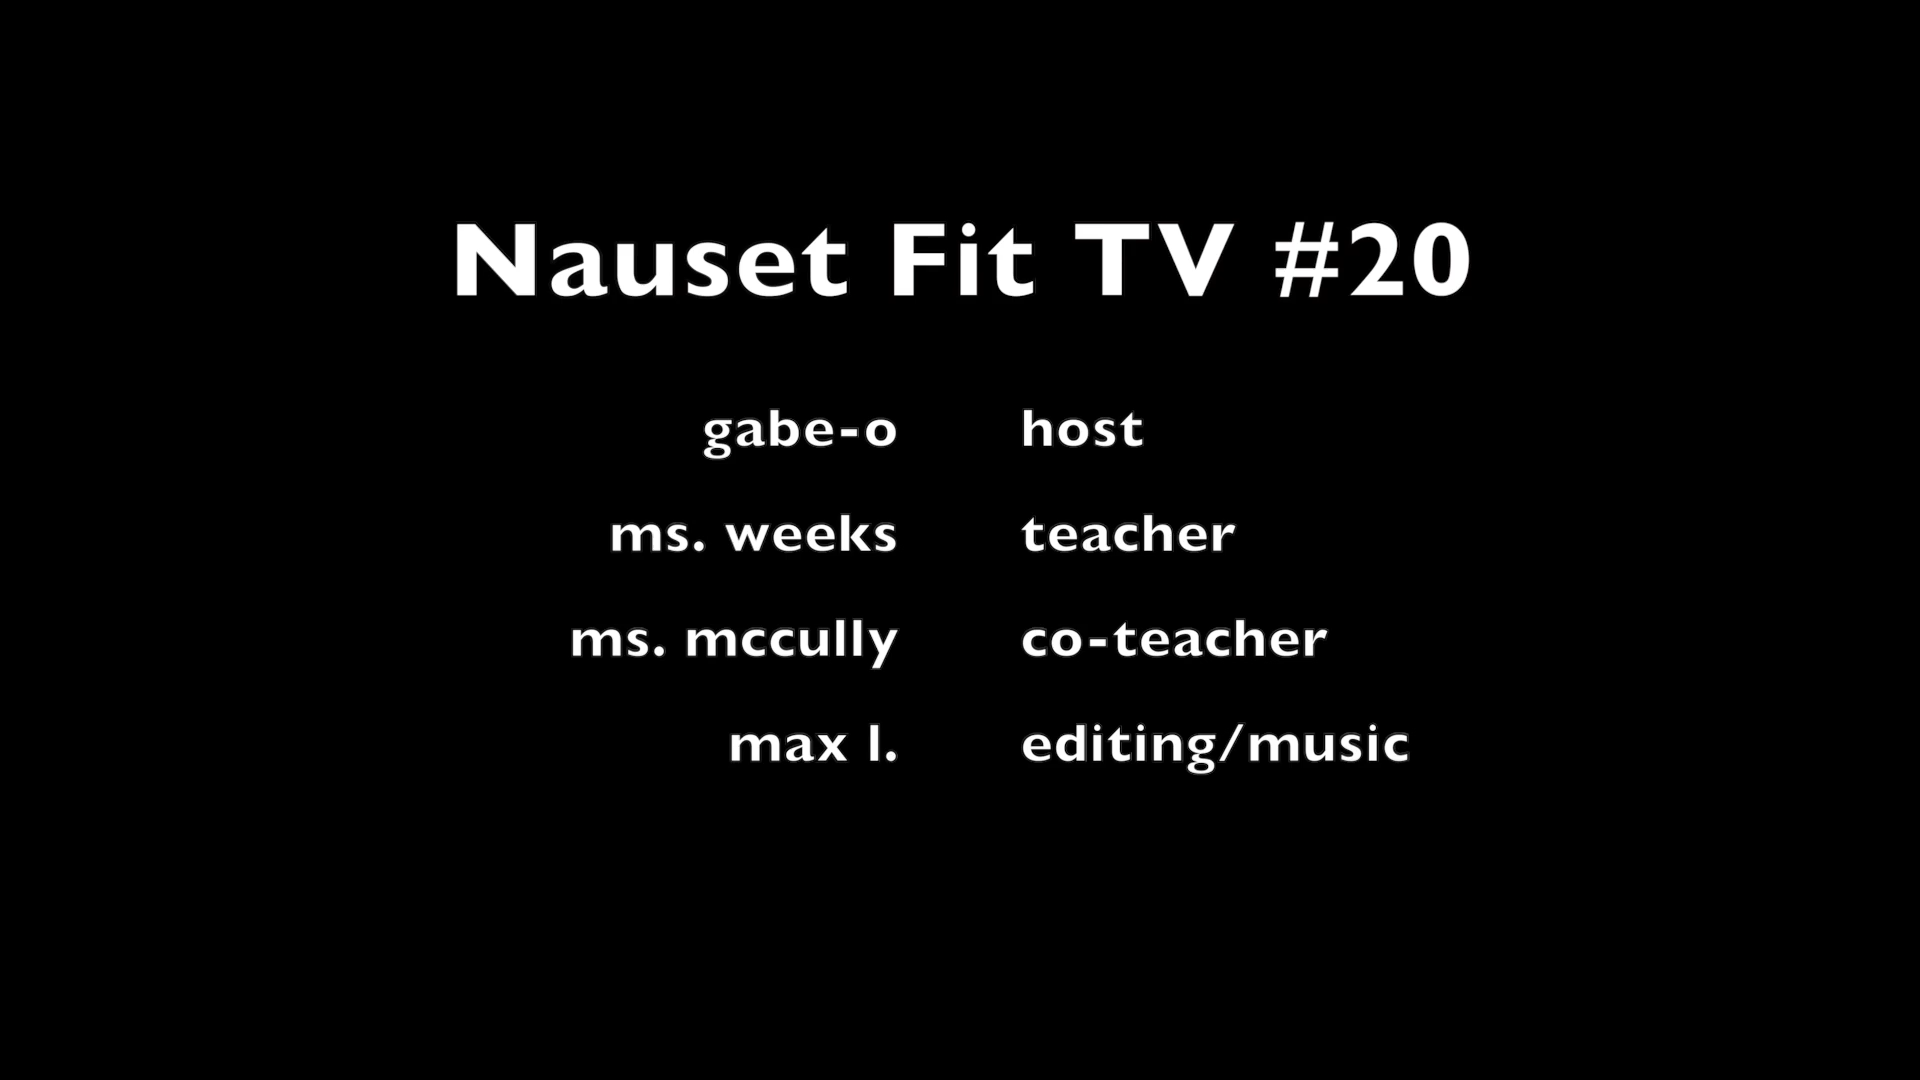 Nauset Fit TV #20
gabe-o host
ms. weeks teacher
ms. mccully co-teacher
max l. editing/music